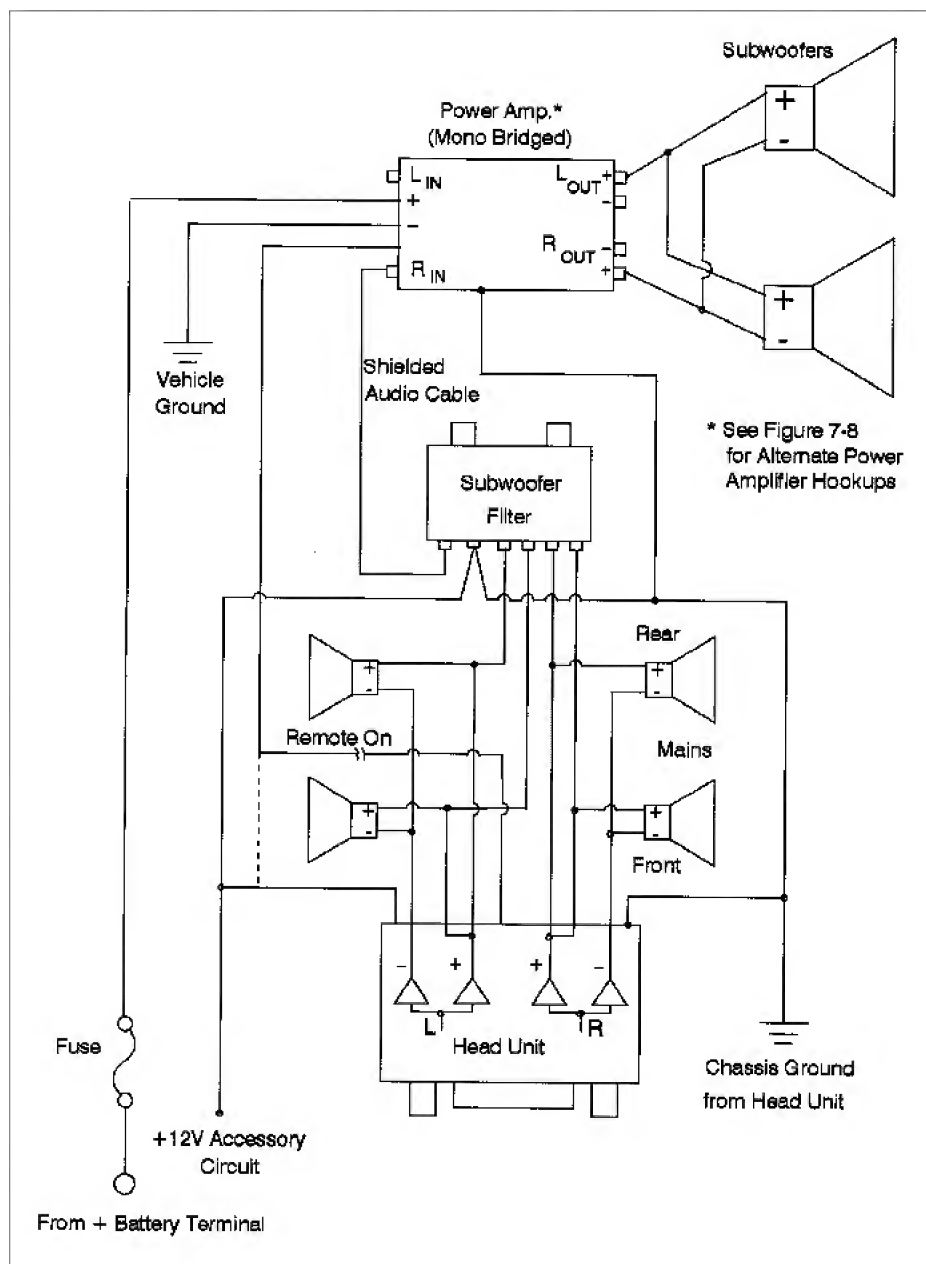 Subwoofers
Power Amp.*
(Mono Bridged)
+
-
L IN
+
-
R IN
L OUT +
-
R OUT -
+
+
-
Vehicle
Ground
Shielded
Audio Cable
* See Figure 7-8
for Alternate Power
Amplifier Hookups
Subwoofer
Filter
Rear
+
-
+
-
Remote On
Mains
+
-
+
-
Front
- + + -
L R
Head Unit
Fuse
Chassis Ground
from Head Unit
+12V Accessory
Circuit
From + Battery Terminal